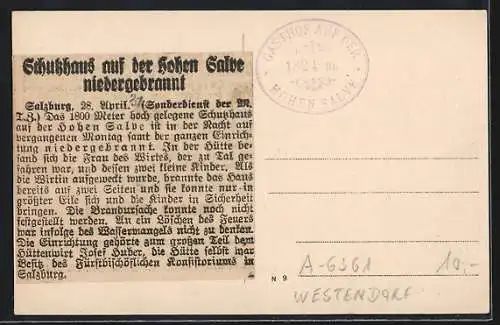 Schutzhaus auf der Hohen Salve
niedergebrannt
Salzburg, 28. April. (Sonderdienst der M.
T.Z.) Das 1800 Meter hoch gelegene Schutzhaus
auf der Hohen Salve ist in der Nacht auf
vergangenen Montag samt der ganzen Einrich-
tung niedergebrannt. In der Hütte be-
fand sich die Frau des Wirtes, der zu Tal ge-
fahren war, und dessen zwei kleine Kinder. Als
die Wirtin aufgeweckt wurde, brannte das Haus
bereits auf zwei Seiten und sie konnte nur in
größter Eile sich und die Kinder in Sicherheit
bringen. Die Brandursache konnte noch nicht
festgestellt werden. An ein Löschen des Feuers
war infolge des Wassermangels nicht zu denken.
Die Einrichtung gehörte zum großen Teil dem
Hüttenwirt Josef Huber, die Hütte selbst war
Besitz des Fürstbischöflichen Konsistoriums in
Salzburg.
GASTHOF AUF DER
1824 m
HOHEN SALVE
A-6361 10,-
N 9
WESTENDORF